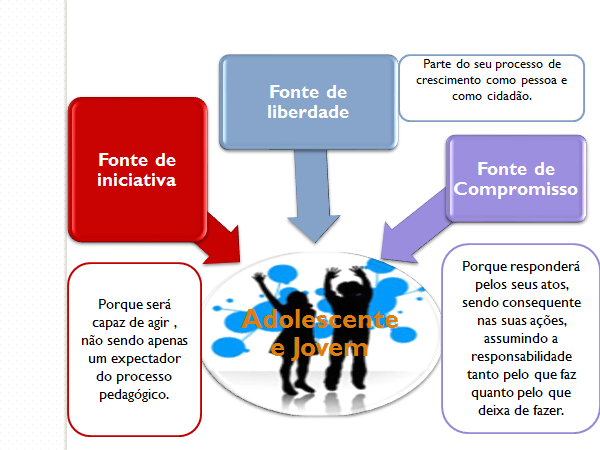 Fonte de
liberdade
Parte do seu processo de
crescimento como pessoa e
como cidadão.
Fonte de
iniciativa
Fonte de
Compromisso
Porque será
capaz de agir ,
não sendo apenas
um expectador
do processo
pedagógico.
Adolescente
e Jovem
Porque responderá
pelos seus atos,
sendo consequente
nas suas ações,
assumindo a
responsabilidade
tanto pelo que faz
quanto pelo que
deixa de fazer.